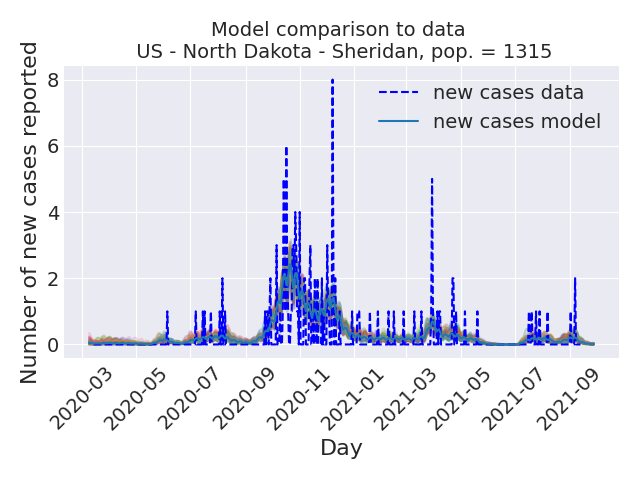 Model comparison to data
US - North Dakota - Sheridan, pop. = 1315
Number of new cases reported
8
6
4
2
0
new cases data
new cases model
2020-03
2020-05
2020-07
2020-09
2020-11
2021-01
2021-03
2021-05
2021-07
2021-09
Day